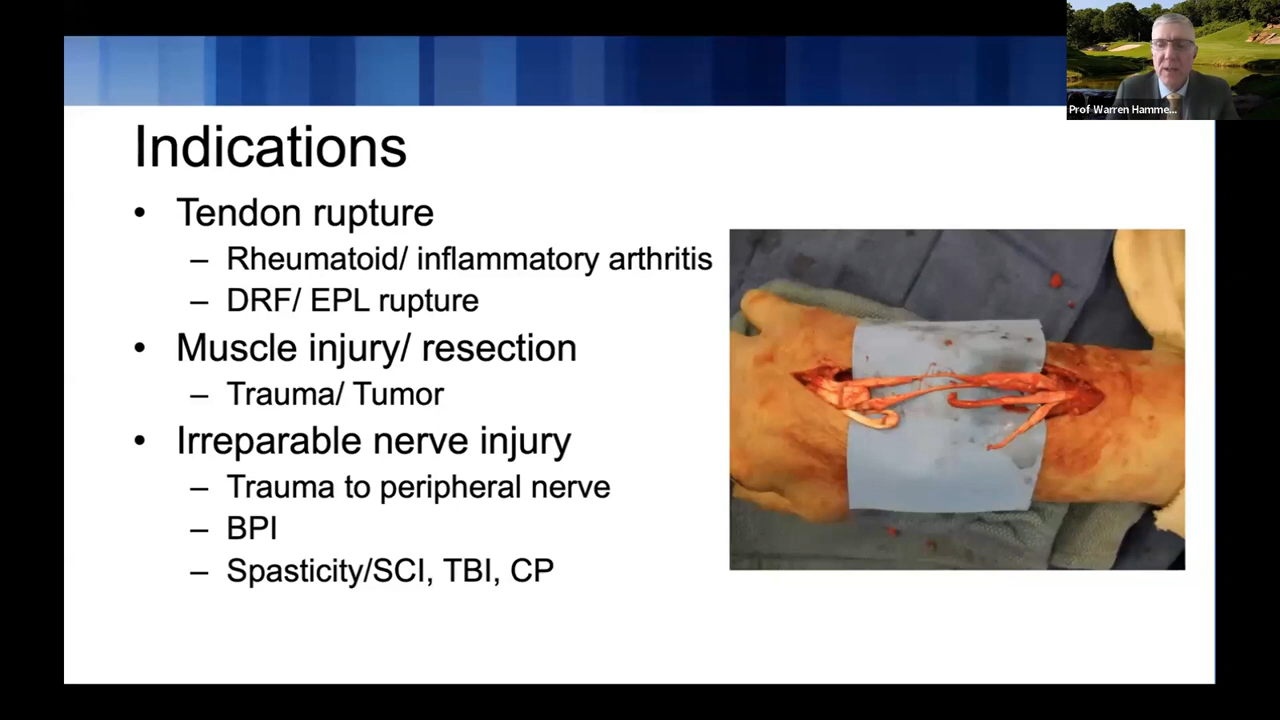 Prof Warren Hamme...
Indications
• Tendon rupture
– Rheumatoid/ inflammatory arthritis
– DRF/ EPL rupture
• Muscle injury/ resection
– Trauma/ Tumor
• Irreparable nerve injury
– Trauma to peripheral nerve
– BPI
– Spasticity/SCI, TBI, CP